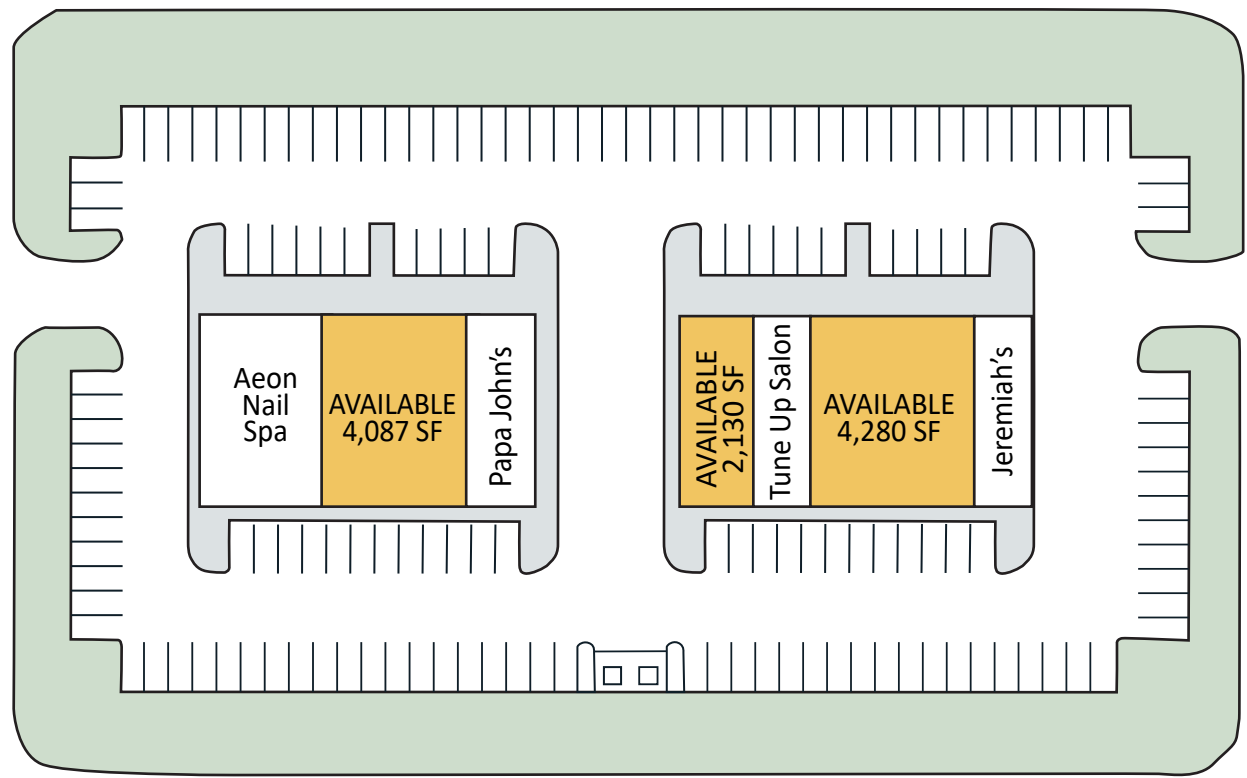 Aeon
Nail
Spa
AVAILABLE
4,087 SF
Papa John's
AVAILABLE
2,130 SF
Tune Up Salon
AVAILABLE
4,280 SF
Jeremiah's